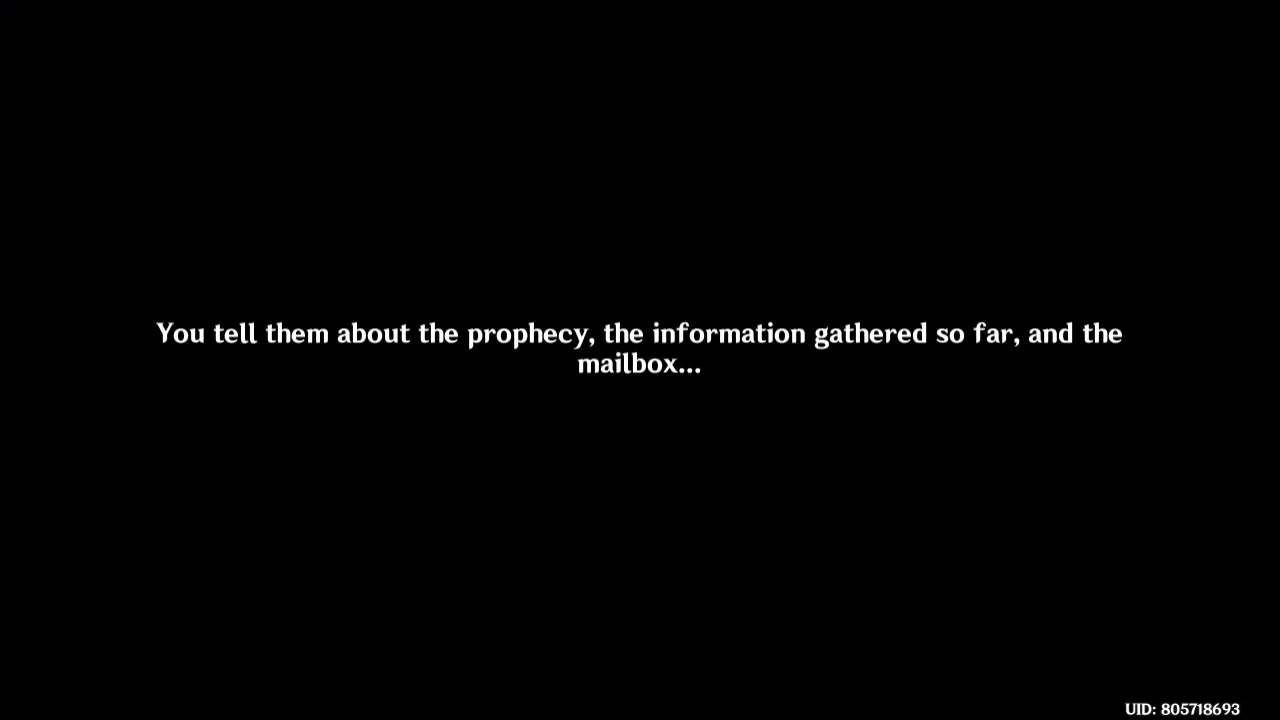 You tell them about the prophecy, the information gathered so far, and the
mailbox...
UID: 805718693